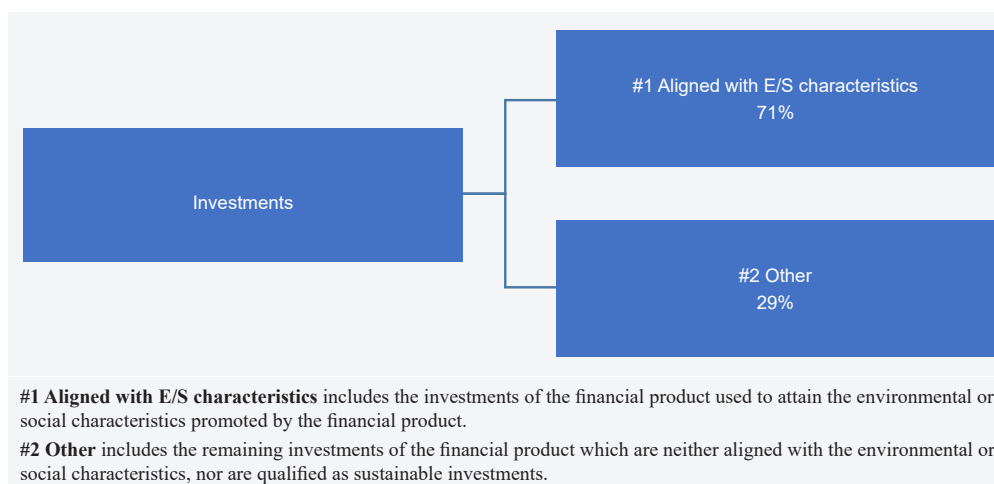 #1 Aligned with E/S characteristics
71%
Investments
#2 Other
29%
#1 Aligned with E/S characteristics includes the investments of the financial product used to attain the environmental or
social characteristics promoted by the financial product.
#2 Other includes the remaining investments of the financial product which are neither aligned with the environmental or
social characteristics, nor are qualified as sustainable investments.